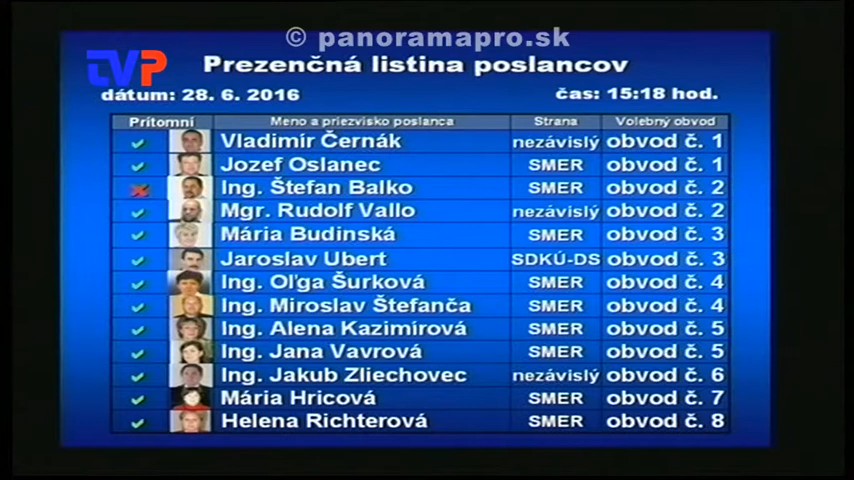 © panoramapro.sk
TVP
Prezenčná listina poslancov
dátum: 28. 6. 2016 čas: 15:18 hod.
Prítomní Meno a priezvisko poslanca Strana Volebný obvod
Vladimír Černák nezávislý obvod č. 1
Jozef Oslanec SMER obvod č. 1
Ing. Štefan Balko SMER obvod č. 2
Mgr. Rudolf Vallo nezávislý obvod č. 2
Mária Budinská SMER obvod č. 3
Jaroslav Ubert SDKÚ-DS obvod č. 3
Ing. Oľga Šurková SMER obvod č. 4
Ing. Miroslav Štefanča SMER obvod č. 4
Ing. Alena Kazimírová SMER obvod č. 5
Ing. Jana Vavrová SMER obvod č. 5
Ing. Jakub Zliechovec nezávislý obvod č. 6
Mária Hricová SMER obvod č. 7
Helena Richterová SMER obvod č. 8